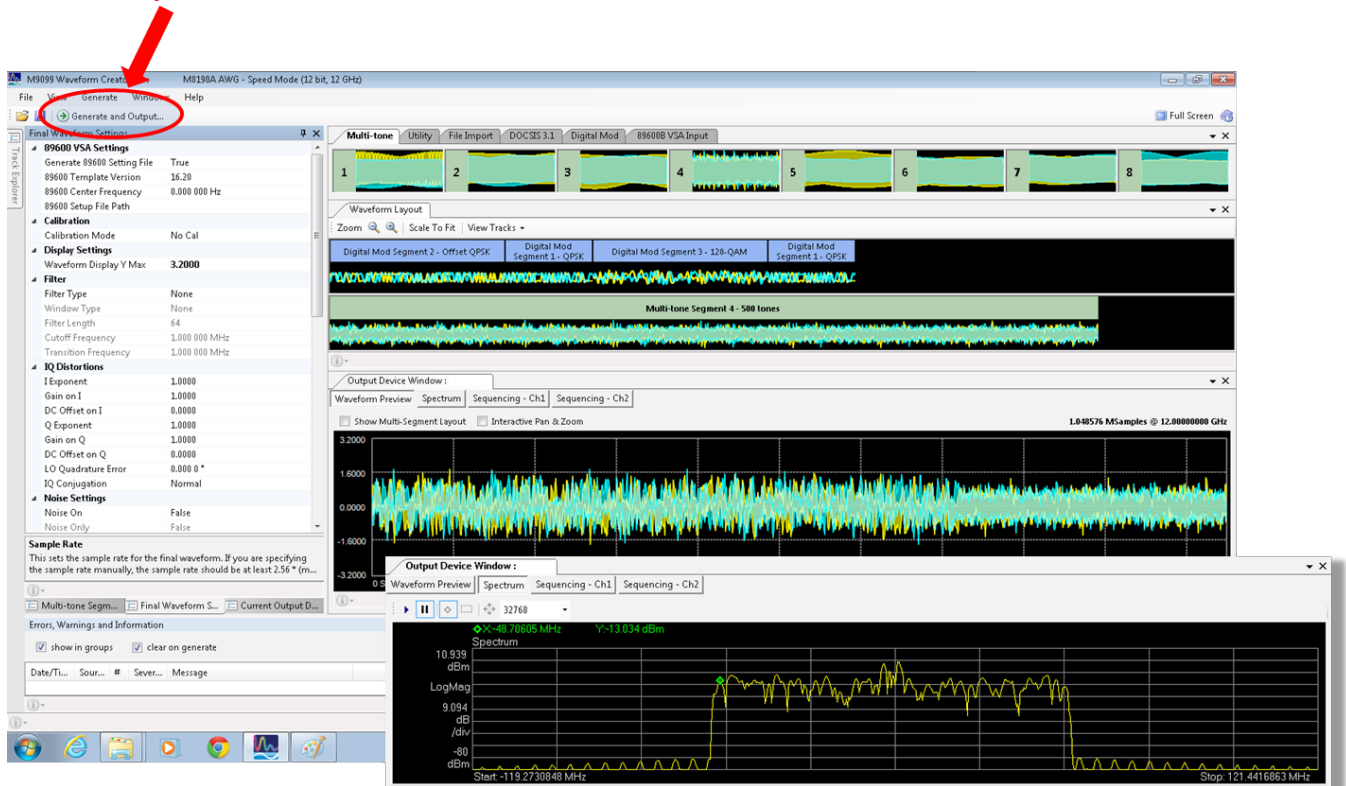 M9099 Waveform Creator M8190A AWG - Speed Mode (12 bit, 12 GHz)
File View Generate Windows Help
Generate and Output...
Full Screen
Track Explorer
Final Waveform Settings
89600 VSA Settings
Generate 89600 Setting File True
89600 Template Version 16.20
89600 Center Frequency 0.000 000 Hz
89600 Setup File Path
Calibration
Calibration Mode No Cal
Display Settings
Waveform Display Y Max 3.2000
Filter
Filter Type None
Window Type None
Filter Length 64
Cutoff Frequency 1.000 000 MHz
Transition Frequency 1.000 000 MHz
IQ Distortions
I Exponent 1.0000
Gain on I 1.0000
DC Offset on I 0.0000
Q Exponent 1.0000
Gain on Q 1.0000
DC Offset on Q 0.0000
LO Quadrature Error 0.000 0 °
IQ Conjugation Normal
Noise Settings
Noise On False
Noise Only False
Sample Rate
This sets the sample rate for the final waveform. If you are specifying
the sample rate manually, the sample rate should be at least 2.56 * (m...
Multi-tone Segm... Final Waveform S... Current Output D...
Errors, Warnings and Information
show in groups clear on generate
Date/Ti... Sour... # Sever... Message
Multi-tone Utility File Import DOCSIS 3.1 Digital Mod 89600B VSA Input
1 2 3 4 5 6 7 8
Waveform Layout
Zoom Scale To Fit View Tracks
Digital Mod Segment 2 - Offset QPSK
Digital Mod
Segment 1 - QPSK
Digital Mod Segment 3 - 128-QAM
Digital Mod
Segment 1 - QPSK
Multi-tone Segment 4 - 500 tones
Output Device Window :
Waveform Preview Spectrum Sequencing - Ch1 Sequencing - Ch2
Show Multi-Segment Layout Interactive Pan & Zoom 1.048576 MSamples @ 12.00000000 GHz
3.2000
1.6000
0.0000
-1.6000
-3.2000
0 S
Output Device Window :
Waveform Preview Spectrum Sequencing - Ch1 Sequencing - Ch2
32768
X:-48.70605 MHz Y:-13.034 dBm
Spectrum
10.939
dBm
LogMag
9.094
dB
/div
-80
dBm
Start:-119.2730848 MHz Stop: 121.4416863 MHz